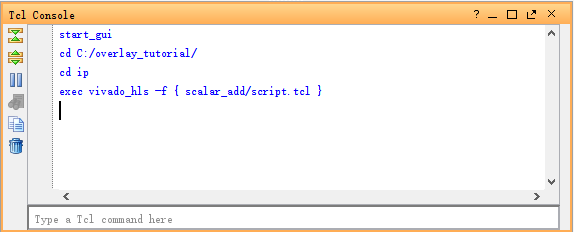 Tcl Console
start_gui
cd C:/overlay_tutorial/
cd ip
exec vivado_hls -f { scalar_add/script.tcl }
Type a Tcl command here